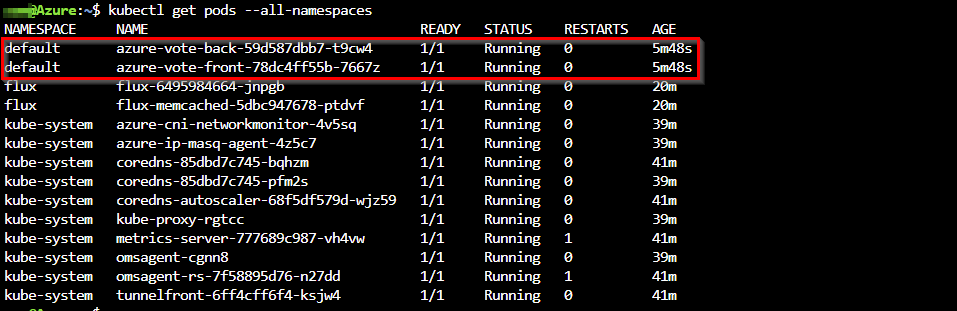 @Azure:~$ kubectl get pods --all-namespaces
NAMESPACE NAME READY STATUS RESTARTS AGE
default azure-vote-back-59d587dbb7-t9cw4 1/1 Running 0 5m48s
default azure-vote-front-78dc4ff55b-7667z 1/1 Running 0 5m48s
flux flux-6495984664-jnpgb 1/1 Running 0 20m
flux flux-memcached-5dbc947678-ptdvf 1/1 Running 0 20m
kube-system azure-cni-networkmonitor-4v5sq 1/1 Running 0 39m
kube-system azure-ip-masq-agent-4z5c7 1/1 Running 0 39m
kube-system coredns-85dbd7c745-bqhzm 1/1 Running 0 41m
kube-system coredns-85dbd7c745-pfm2s 1/1 Running 0 39m
kube-system coredns-autoscaler-68f5df579d-wjz59 1/1 Running 0 41m
kube-system kube-proxy-rgtcc 1/1 Running 0 39m
kube-system metrics-server-777689c987-vh4vw 1/1 Running 1 41m
kube-system omsagent-cgnn8 1/1 Running 0 39m
kube-system omsagent-rs-7f58895d76-n27dd 1/1 Running 1 41m
kube-system tunnelfront-6ff4cff6f4-ksjw4 1/1 Running 0 41m